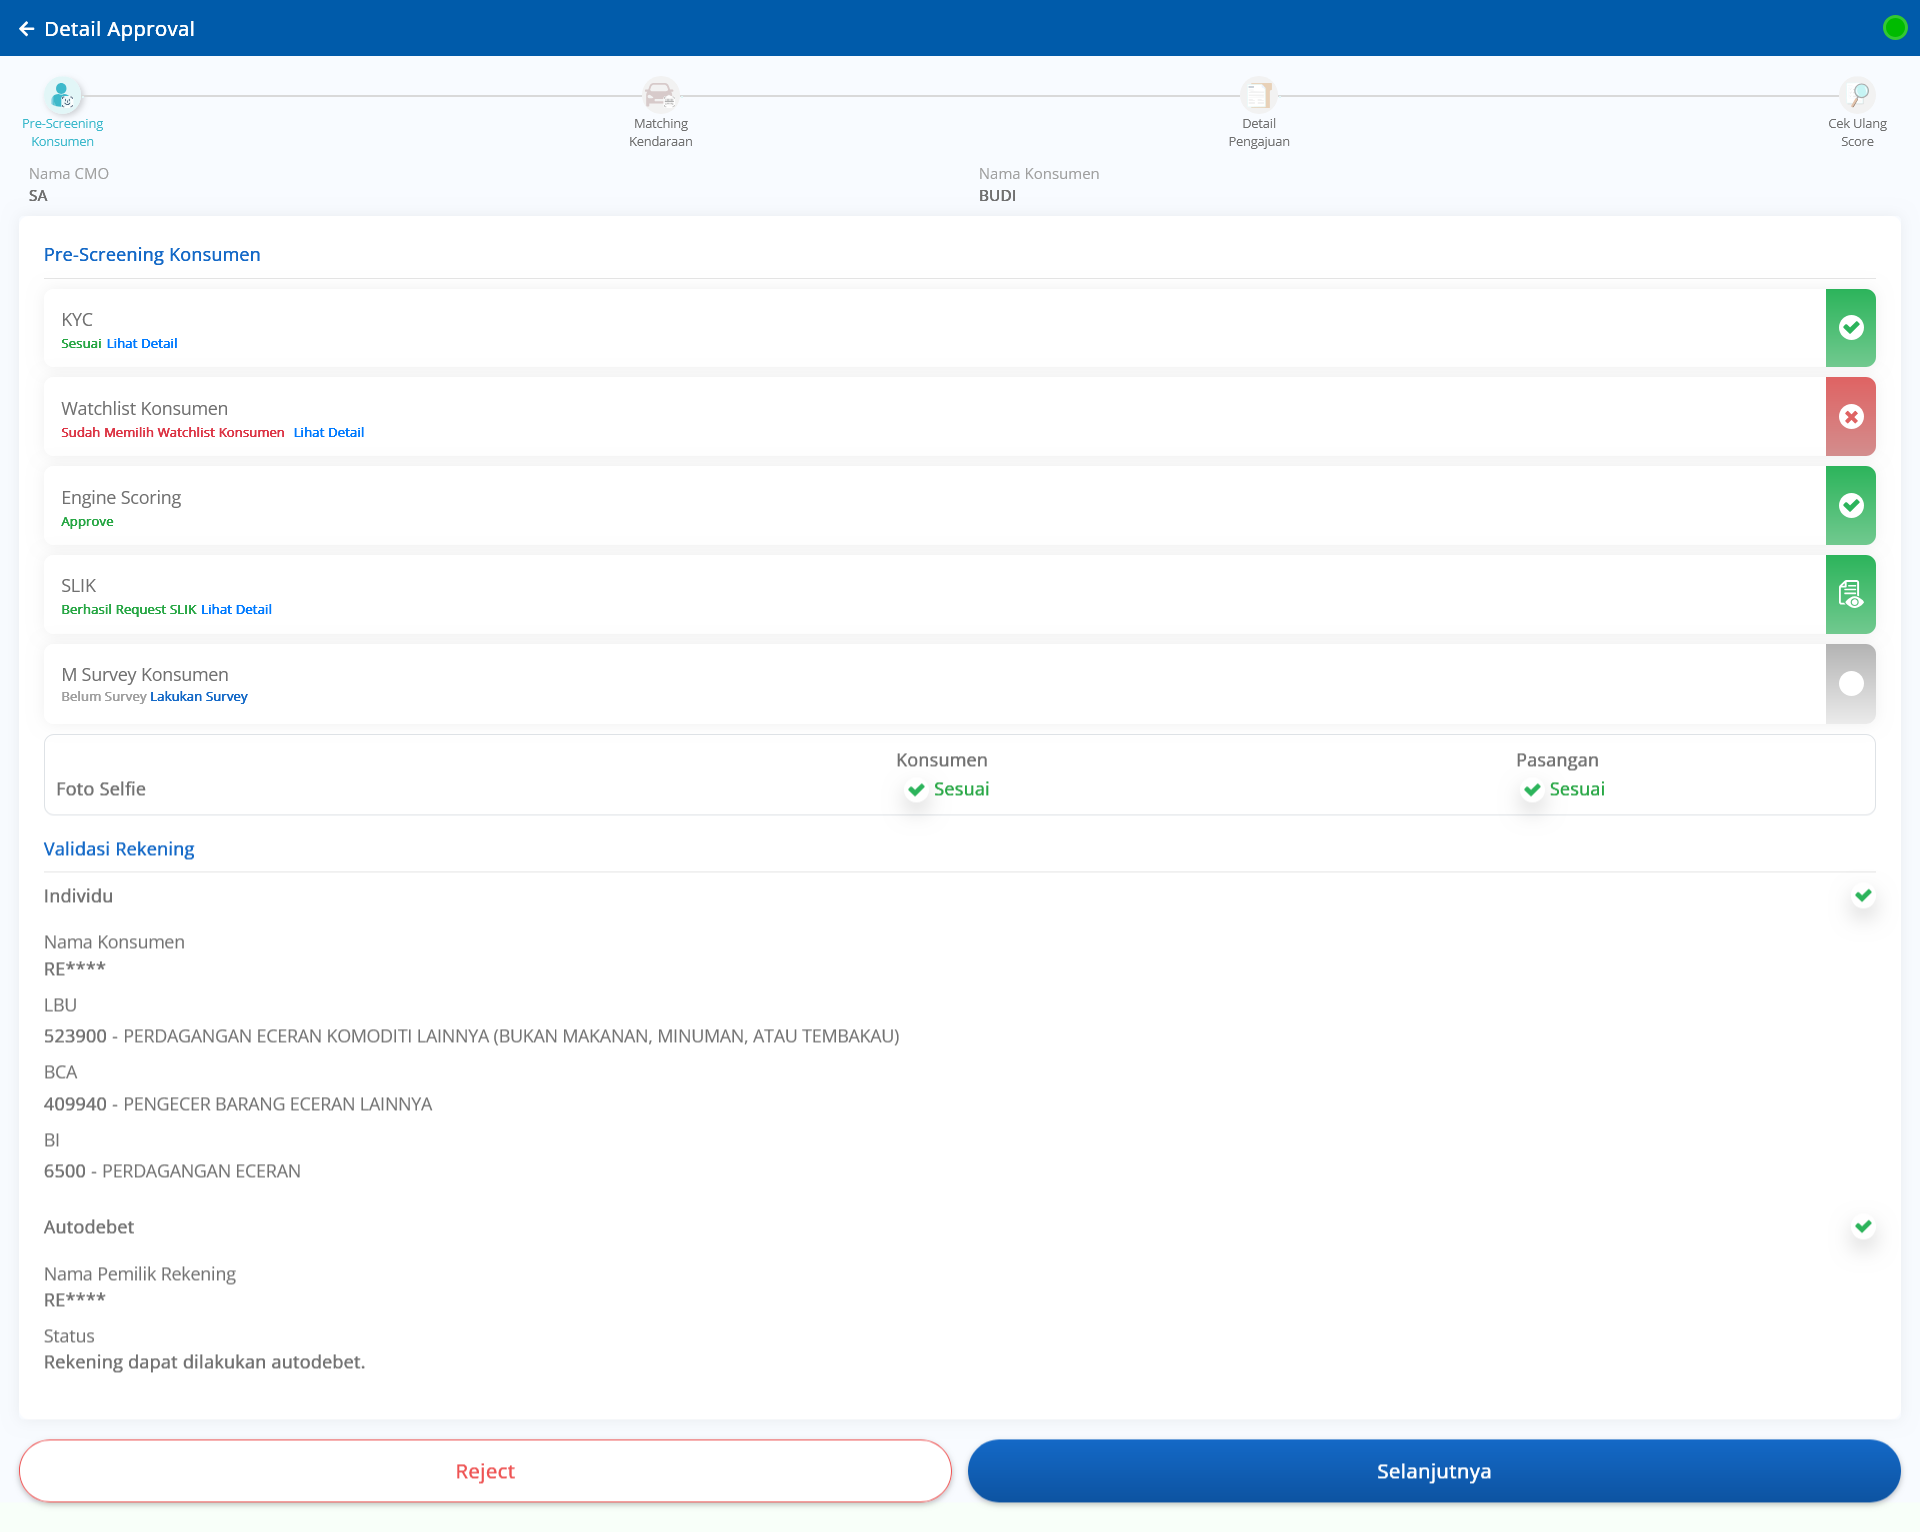 Detail Approval
Pre-Screening
Konsumen
Matching
Kendaraan
Detail
Pengajuan
Cek Ulang
Score
Nama CMO
SA
Nama Konsumen
BUDI
Pre-Screening Konsumen
KYC
Sesuai Lihat Detail
Watchlist Konsumen
Sudah Memilih Watchlist Konsumen Lihat Detail
Engine Scoring
Approve
SLIK
Berhasil Request SLIK Lihat Detail
M Survey Konsumen
Belum Survey Lakukan Survey
Konsumen Pasangan
Foto Selfie Sesuai Sesuai
Validasi Rekening
Individu
Nama Konsumen
RE****
LBU
523900 - PERDAGANGAN ECERAN KOMODITI LAINNYA (BUKAN MAKANAN, MINUMAN, ATAU TEMBAKAU)
BCA
409940 - PENGECER BARANG ECERAN LAINNYA
BI
6500 - PERDAGANGAN ECERAN
Autodebet
Nama Pemilik Rekening
RE****
Status
Rekening dapat dilakukan autodebet.
Reject Selanjutnya